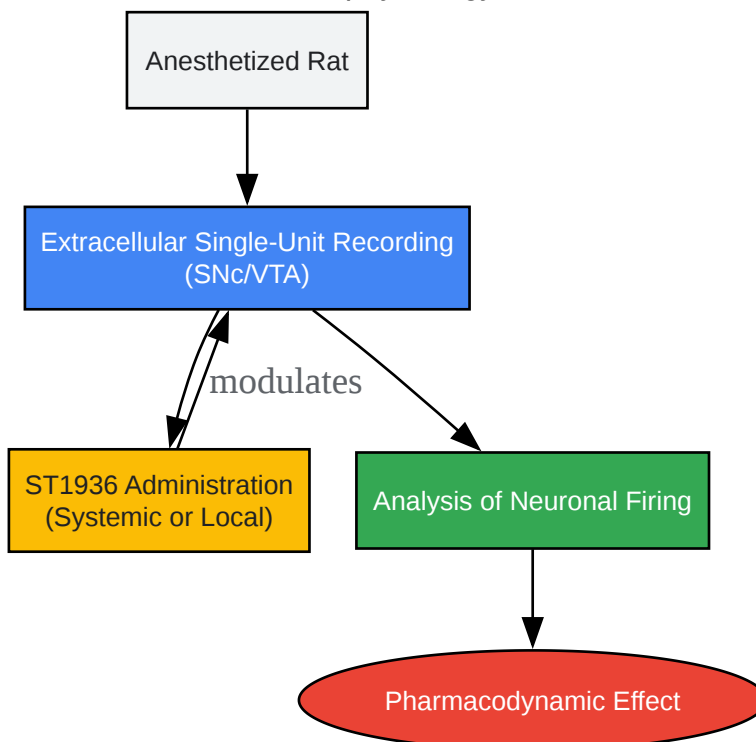 Anesthetized Rat
Extracellular Single-Unit Recording
(SNc/VTA)
modulates
ST1936 Administration
(Systemic or Local)
Analysis of Neuronal Firing
Pharmacodynamic Effect